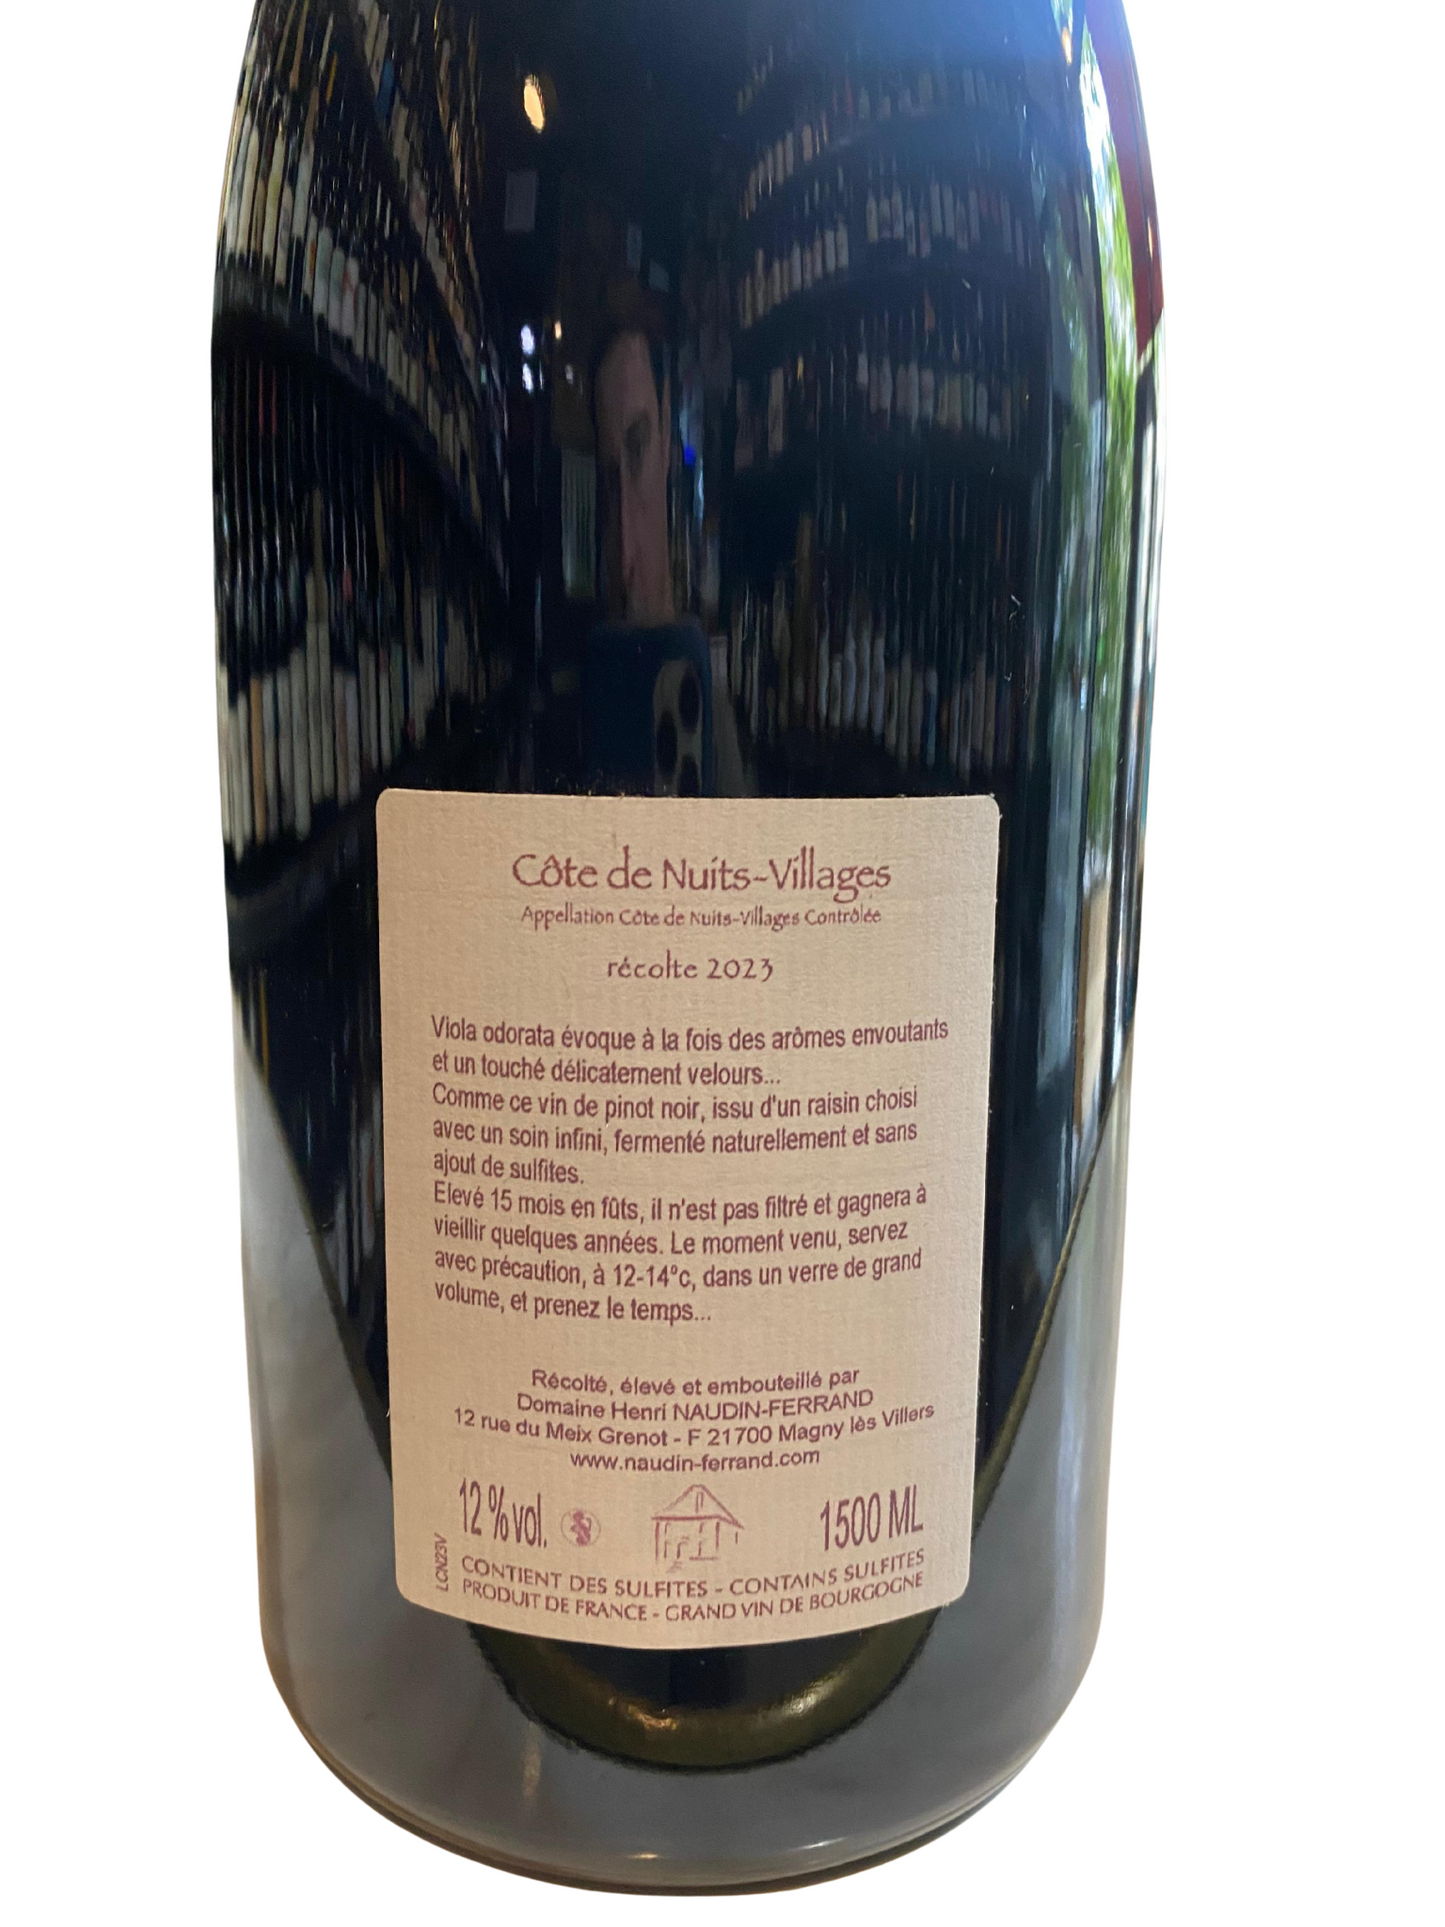 Côte de Nuits-Villages
Appellation Côte de Nuits-Villages Contrôlée
récolte 2023
Viola odorata évoque à la fois des arômes envoutants
et un touché délicatement velours...
Comme ce vin de pinot noir, issu d'un raisin choisi
avec un soin infini, fermenté naturellement et sans
ajout de sulfites.
Elevé 15 mois en fûts, il n'est pas filtré et gagnera à
vieillir quelques années. Le moment venu, servez
avec précaution, à 12-14°c, dans un verre de grand
volume, et prenez le temps...
Récolté, élevé et embouteillé par
Domaine Henri NAUDIN-FERRAND
12 rue du Meix Grenot - F 21700 Magny lès Villers
www.naudin-ferrand.com
12 % vol. 1500 ML
LCN23V
CONTIENT DES SULFITES - CONTAINS SULFITES
PRODUIT DE FRANCE - GRAND VIN DE BOURGOGNE